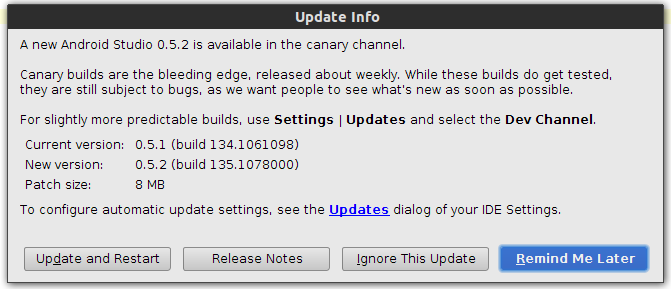 Update Info
A new Android Studio 0.5.2 is available in the canary channel.
Canary builds are the bleeding edge, released about weekly. While these builds do get tested,
they are still subject to bugs, as we want people to see what's new as soon as possible.
For slightly more predictable builds, use Settings | Updates and select the Dev Channel.
Current version: 0.5.1 (build 134.1061098)
New version: 0.5.2 (build 135.1078000)
Patch size: 8 MB
To configure automatic update settings, see the Updates dialog of your IDE Settings.
Update and Restart Release Notes Ignore This Update Remind Me Later